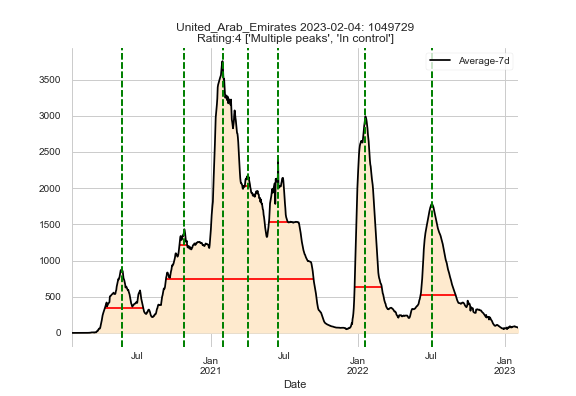 United_Arab_Emirates 2023-02-04: 1049729
Rating:4 ['Multiple peaks', 'In control']
Average-7d
3500
3000
2500
2000
1500
1000
500
0
Jul
Jan
2021
Jul
Jan
2022
Jul
Jan
2023
Date